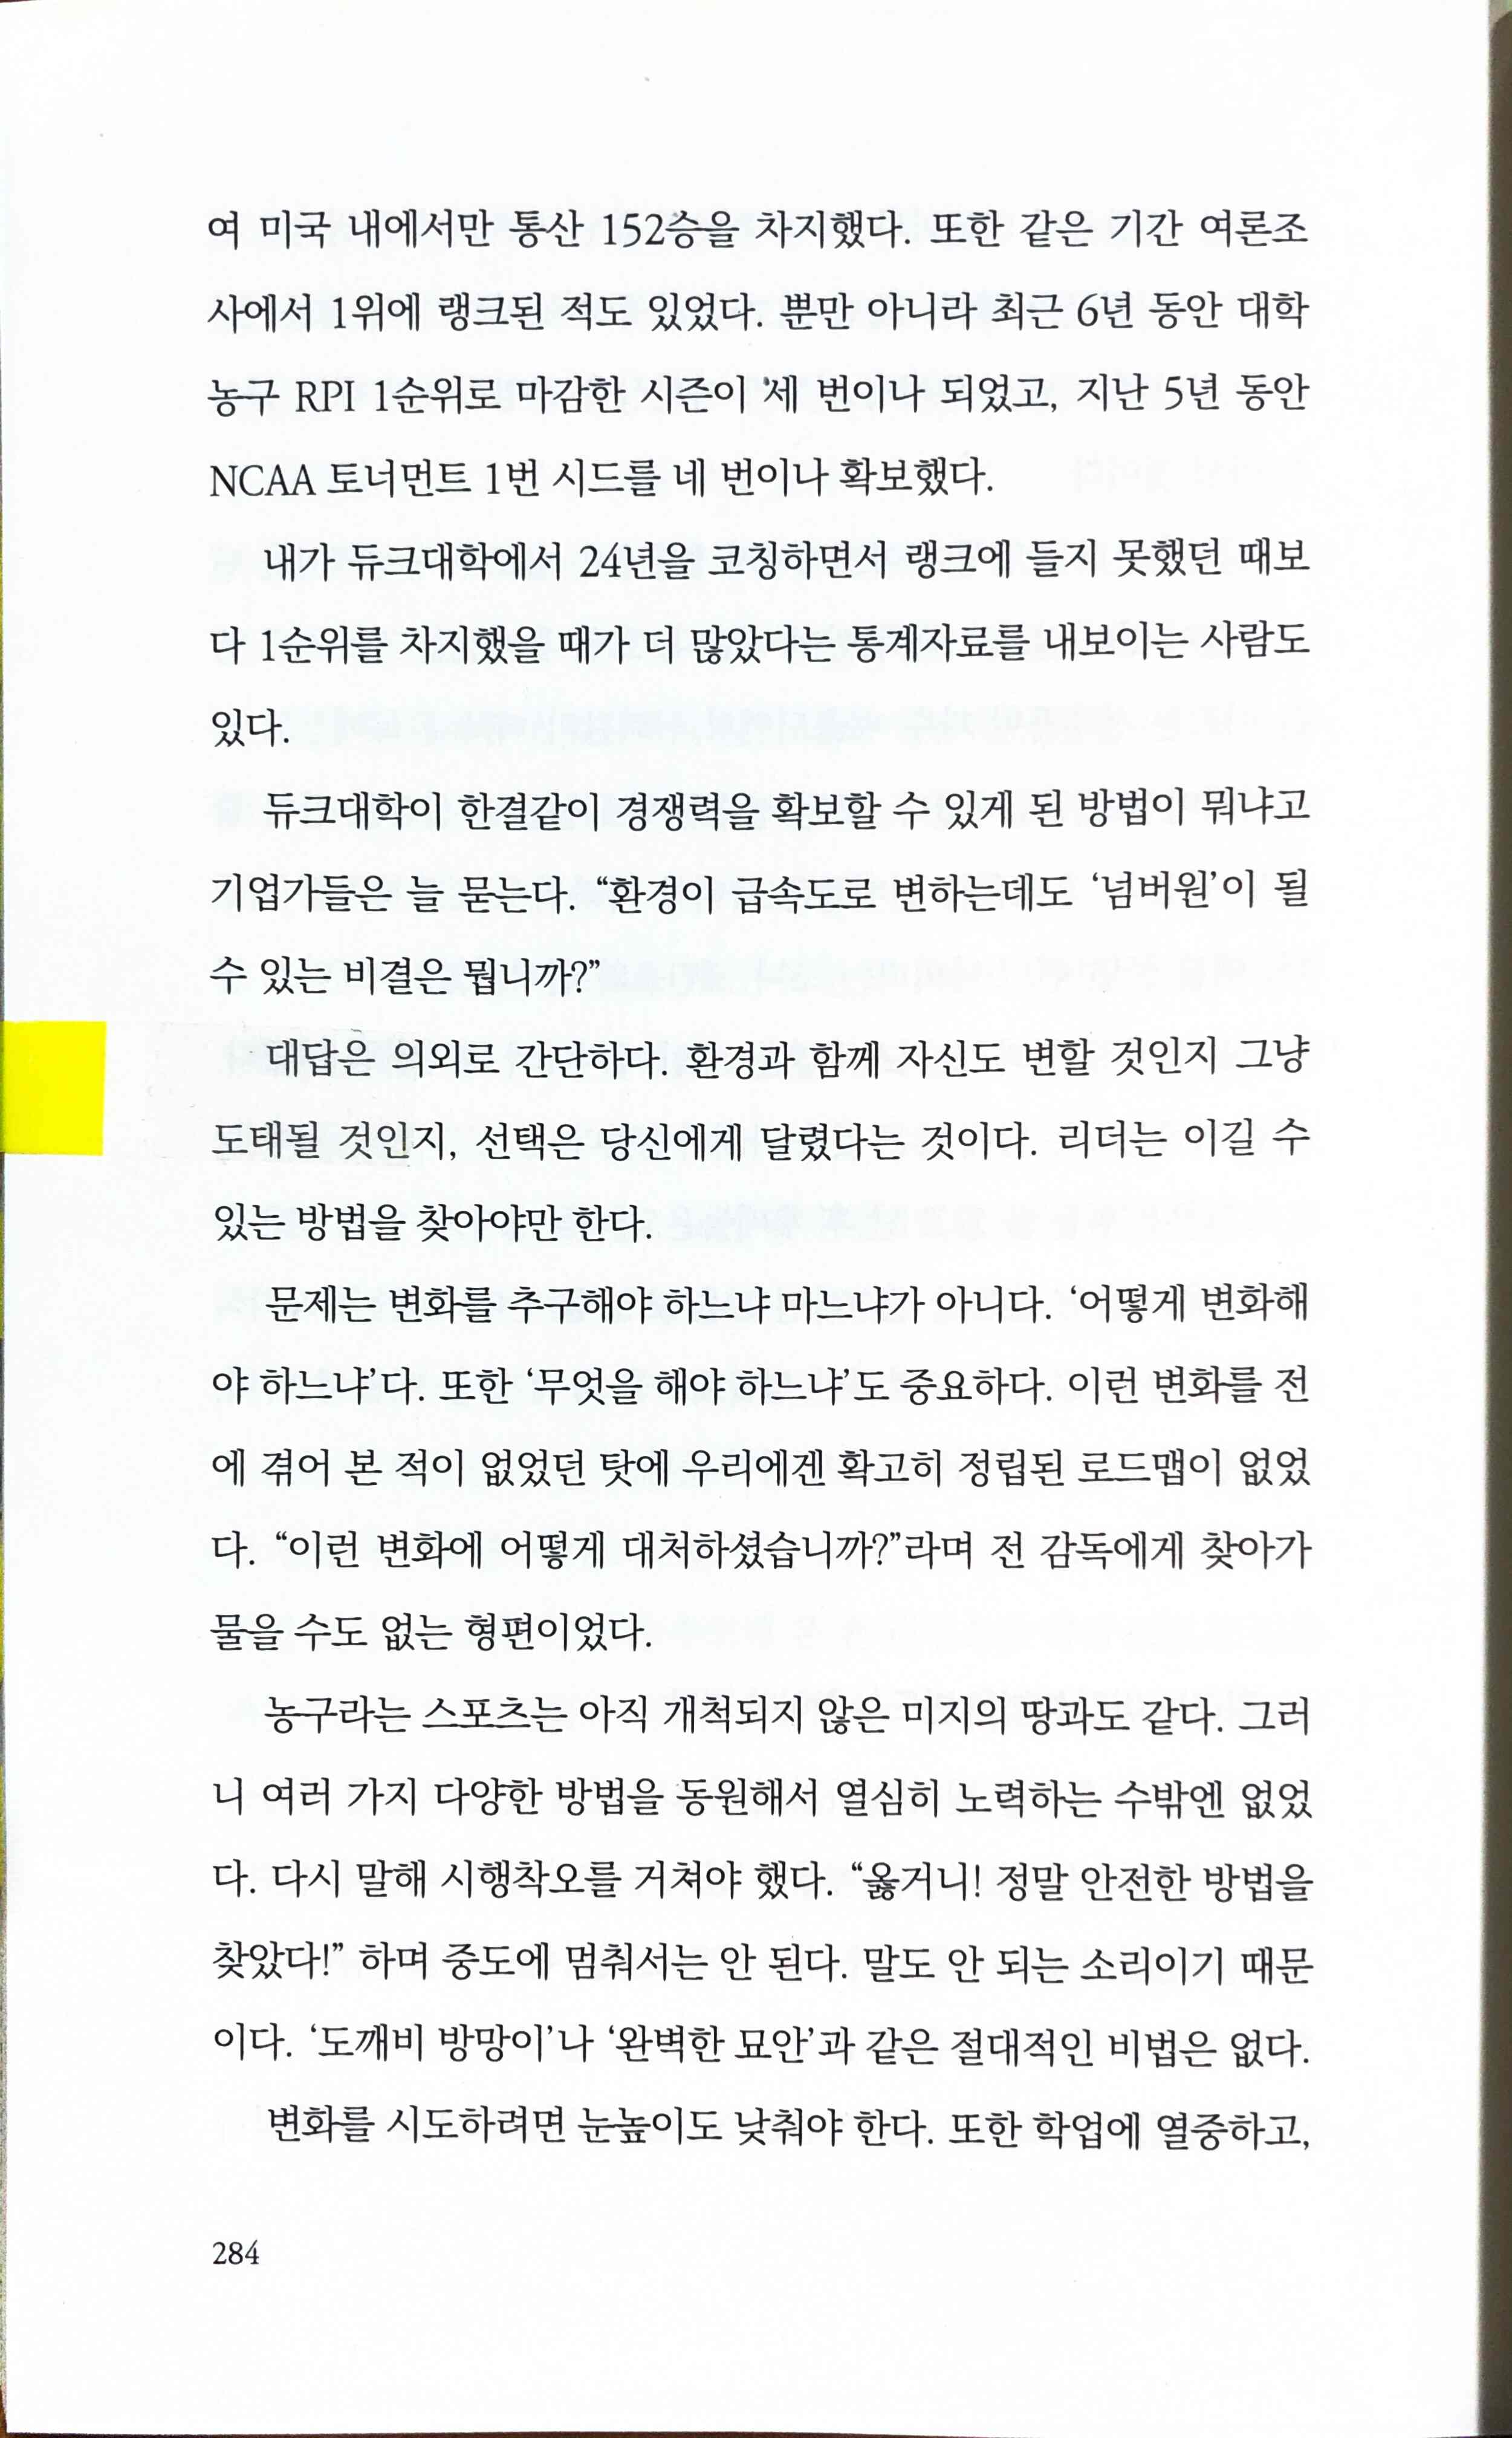 여 미국 내에서만 통산 152승을 차지했다. 또한 같은 기간 여론조
사에서 1위에 랭크된 적도 있었다. 뿐만 아니라 최근 6년 동안 대학
농구 RPI 1순위로 마감한 시즌이 세 번이나 되었고, 지난 5년 동안
NCAA 토너먼트 1번 시드를 네 번이나 확보했다.
내가 듀크대학에서 24년을 코칭하면서 랭크에 들지 못했던 때보
다 1순위를 차지했을 때가 더 많았다는 통계자료를 내보이는 사람도
있다.
듀크대학이 한결같이 경쟁력을 확보할 수 있게 된 방법이 뭐냐고
기업가들은 늘 묻는다. “환경이 급속도로 변하는데도 ‘넘버원’이 될
수 있는 비결은 뭡니까?”
대답은 의외로 간단하다. 환경과 함께 자신도 변할 것인지 그냥
도태될 것인지, 선택은 당신에게 달렸다는 것이다. 리더는 이길 수
있는 방법을 찾아야만 한다.
문제는 변화를 추구해야 하느냐 마느냐가 아니다. ‘어떻게 변화해
야 하느냐’다. 또한 ‘무엇을 해야 하느냐’도 중요하다. 이런 변화를 전
에 겪어 본 적이 없었던 탓에 우리에겐 확고히 정립된 로드맵이 없었
다. “이런 변화에 어떻게 대처하셨습니까?”라며 전 감독에게 찾아가
물을 수도 없는 형편이었다.
농구라는 스포츠는 아직 개척되지 않은 미지의 땅과도 같다. 그러
니 여러 가지 다양한 방법을 동원해서 열심히 노력하는 수밖엔 없었
다. 다시 말해 시행착오를 거쳐야 했다. “옳거니! 정말 안전한 방법을
찾았다!” 하며 중도에 멈춰서는 안 된다. 말도 안 되는 소리이기 때문
이다. ‘도깨비 방망이’나 ‘완벽한 묘안’과 같은 절대적인 비법은 없다.
변화를 시도하려면 눈높이도 낮춰야 한다. 또한 학업에 열중하고,
284